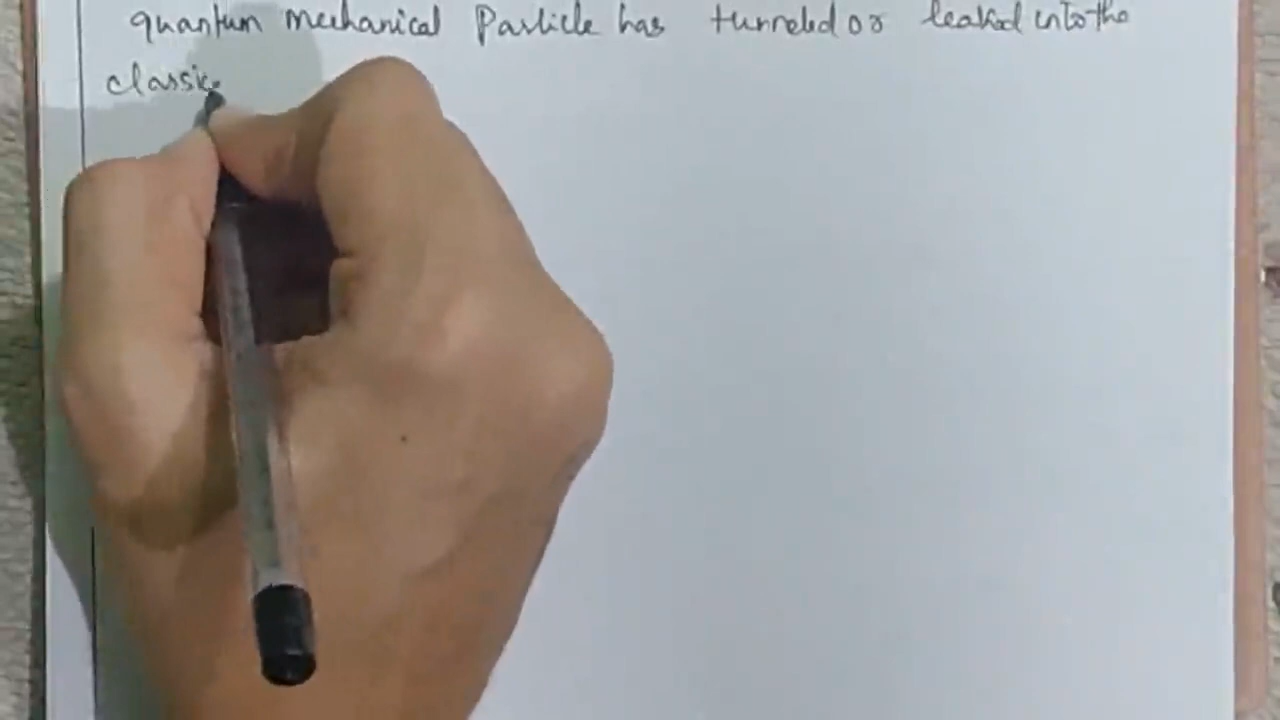 quantum mechanical Particle has tunneled or leaked into the
classic